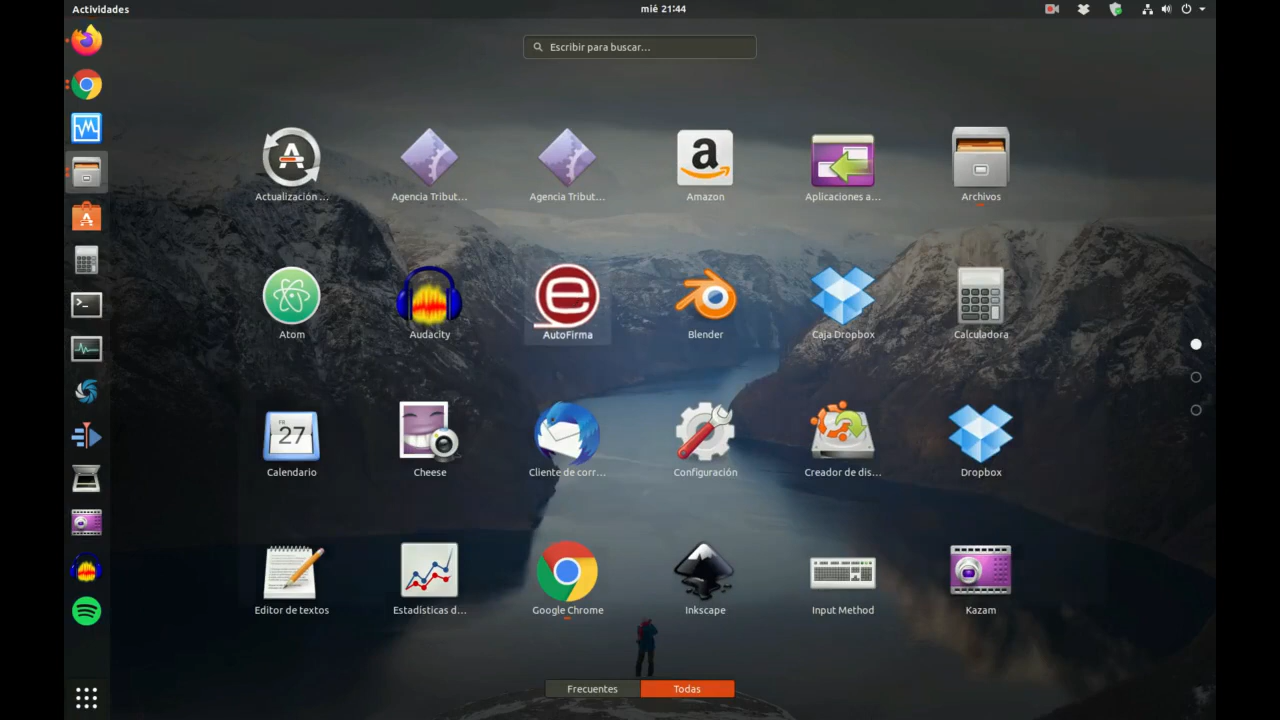 Actividades
mié 21:44
Escribir para buscar...
Actualización ...
Agencia Tribut...
Agencia Tribut...
Amazon
Aplicaciones a...
Archivos
Atom
Audacity
AutoFirma
Blender
Caja Dropbox
Calculadora
FRI
27
Calendario
Cheese
Cliente de corr...
Configuración
Creador de dis...
Dropbox
Editor de textos
Estadísticas d...
Google Chrome
Inkscape
Input Method
Kazam
Frecuentes
Todas